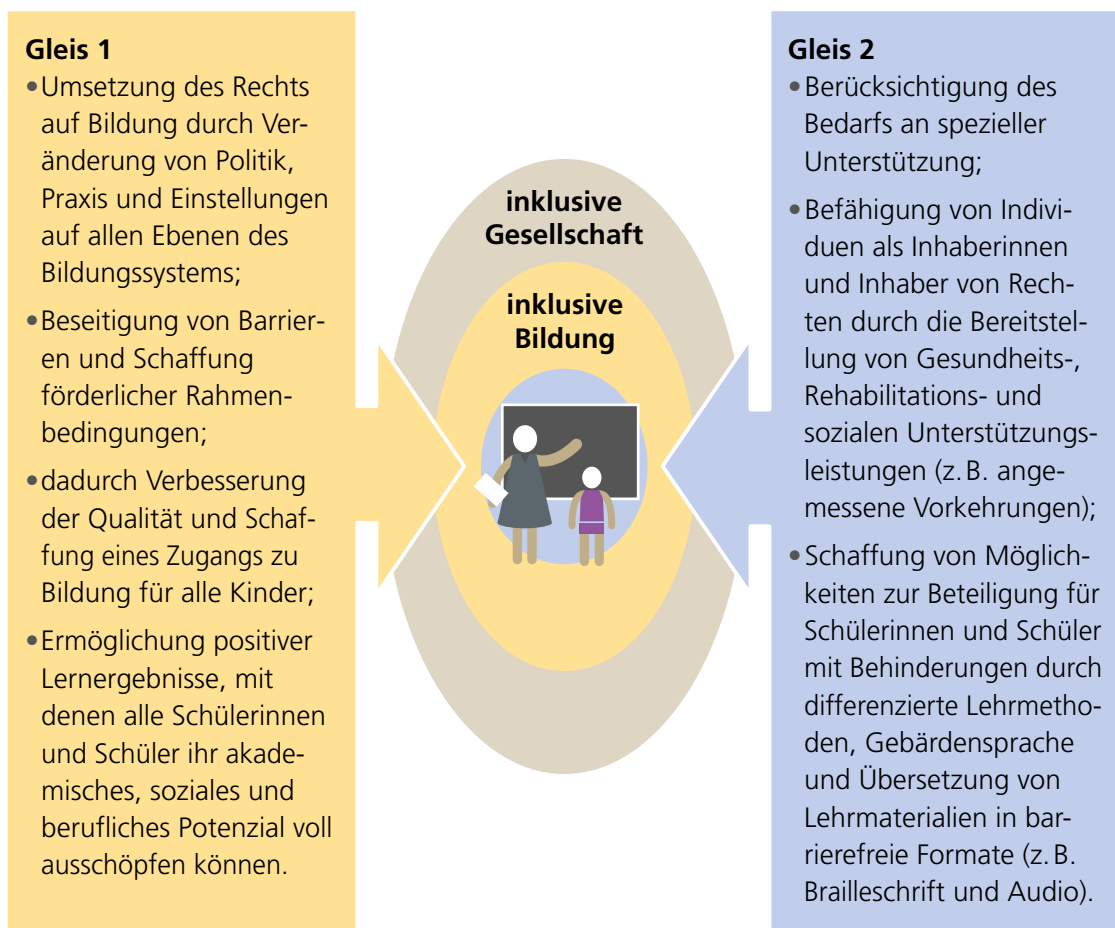 Gleis 1
• Umsetzung des Rechts
auf Bildung durch Ver-
änderung von Politik,
Praxis und Einstellungen
auf allen Ebenen des
Bildungssystems;
• Beseitigung von Barrier-
en und Schaffung
förderlicher Rahmen-
bedingungen;
• dadurch Verbesserung
der Qualität und Schaf-
fung eines Zugangs zu
Bildung für alle Kinder;
• Ermöglichung positiver
Lernergebnisse, mit
denen alle Schülerinnen
und Schüler ihr akade-
misches, soziales und
berufliches Potenzial voll
ausschöpfen können.
inklusive
Gesellschaft
inklusive
Bildung
Gleis 2
• Berücksichtigung des
Bedarfs an spezieller
Unterstützung;
• Befähigung von Indivi-
duen als Inhaberinnen
und Inhaber von Rech-
ten durch die Bereitstel-
lung von Gesundheits-,
Rehabilitations- und
sozialen Unterstützungs-
leistungen (z. B. ange-
messene Vorkehrungen);
• Schaffung von Möglich-
keiten zur Beteiligung für
Schülerinnen und Schüler
mit Behinderungen durch
differenzierte Lehrmetho-
den, Gebärdensprache
und Übersetzung von
Lehrmaterialien in bar-
rierefreie Formate (z. B.
Brailleschrift und Audio).